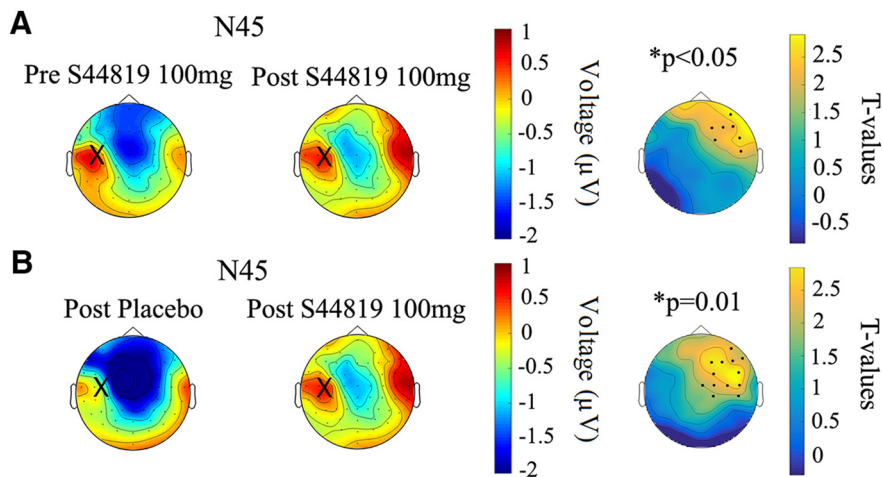 A
N45
Pre S44819 100mg
Post S44819 100mg
X
X
1
0.5
0
-0.5
-1
-1.5
-2
Voltage (μV)
*p<0.05
2.5
2
1.5
1
0.5
0
-0.5
T-values
B
N45
Post Placebo
Post S44819 100mg
X
X
1
0.5
0
-0.5
-1
-1.5
-2
Voltage (μV)
*p=0.01
2.5
2
1.5
1
0.5
0
T-values